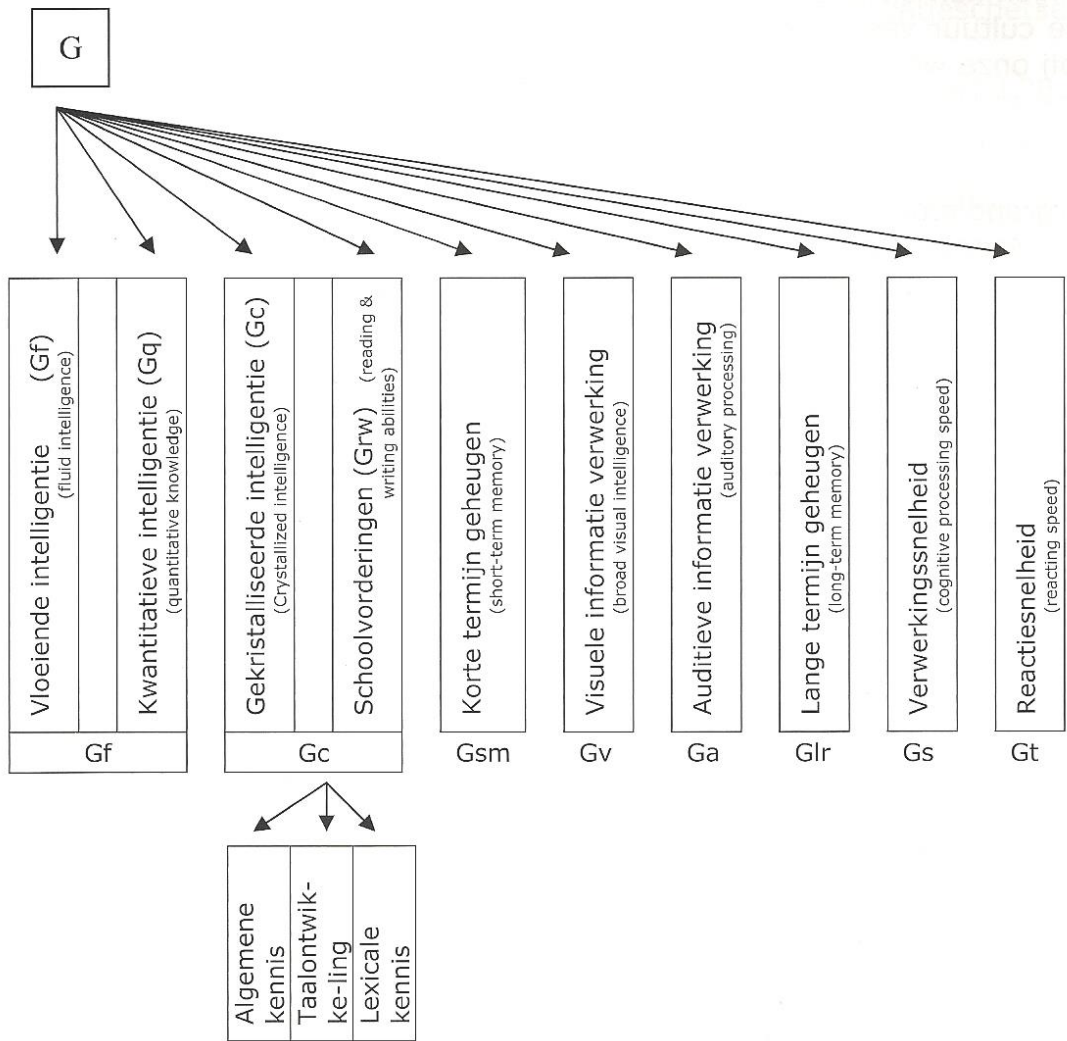 G
Vloeiende intelligentie (Gf)
(fluid intelligence)
Kwantitatieve intelligentie (Gq)
(quantitative knowledge)
Gekristalliseerde intelligentie (Gc)
(Crystallized intelligence)
Schoolvorderingen (Grw) (reading &
writing abilities)
Korte termijn geheugen
(short-term memory)
Visuele informatie verwerking
(broad visual intelligence)
Auditieve informatie verwerking
(auditory processing)
Lange termijn geheugen
(long-term memory)
Verwerkingssnelheid
(cognitive processing speed)
Reactiesnelheid
(reacting speed)
Gf
Gc
Gsm
Gv
Ga
Glr
Gs
Gt
Algemene
kennis
Taalontwik-
ke-ling
Lexicale
kennis